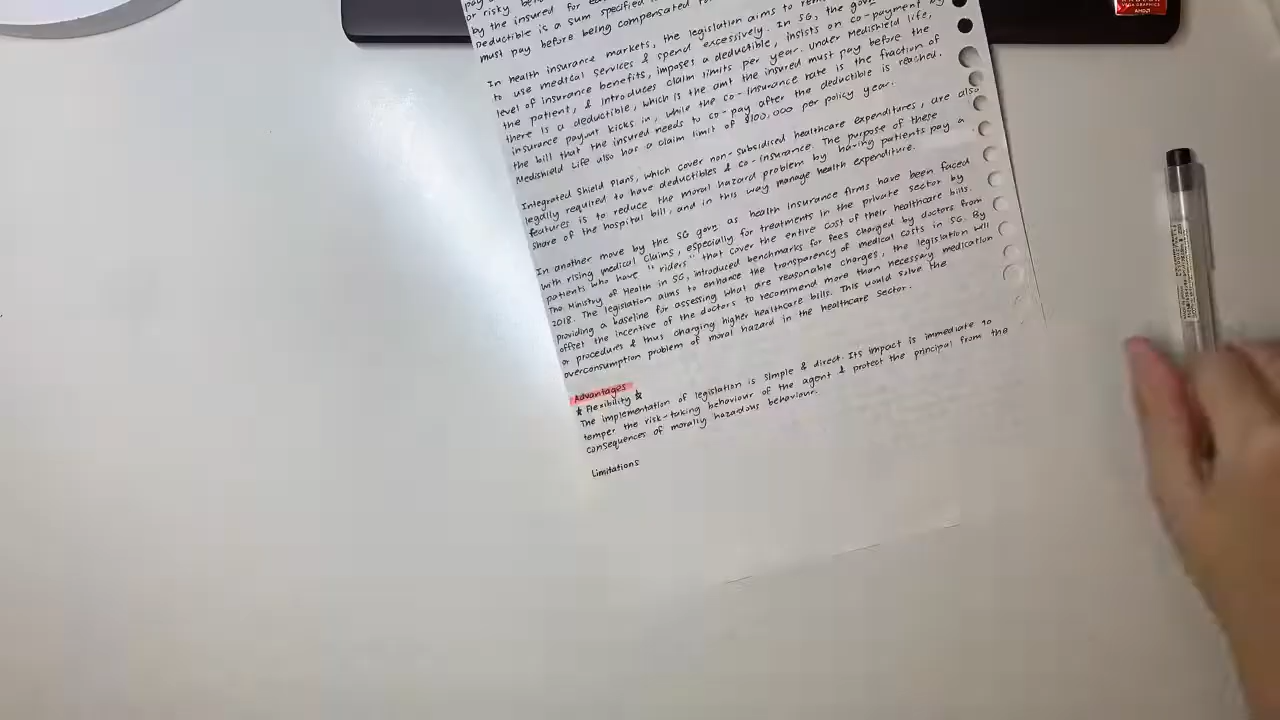 or risky
by the insured for
Deductible is a sum specified
must pay before being compensated for
In health insurance markets, the legislation aims to
to use medical services & spend excessively. In SG, the gov
level of insurance benefits, imposes a deductible, insists on co-payment by
the patient, & introduces claim limits per year. Under Medishield life,
there is a deductible, which is the amt the insured must pay before the
insurance payout kicks in, while the co-insurance rate is the fraction of
the bill that the insured needs to co-pay after the deductible is reached.
Medishield Life also has a claim limit of $100,000 per policy year.
Integrated Shield Plans, which cover non-subsidised healthcare expenditures, are also
legally required to have deductibles & co-insurance. The purpose of these
features is to reduce the moral hazard problem by having patients pay a
share of the hospital bill, and in this way manage health expenditure.
In another move by the SG govt as health insurance firms have been faced
with rising medical claims, especially for treatments in the private sector by
patients who have "riders" that cover the entire cost of their healthcare bills.
The Ministry of Health in SG, introduced benchmarks for fees charged by doctors from
2018. The legislation aims to enhance the transparency of medical costs in SG. By
providing a baseline for assessing what are reasonable charges, the legislation will
offset the incentive of the doctors to recommend more than necessary medication
or procedures & thus charging higher healthcare bills. This would solve the
overconsumption problem of moral hazard in the healthcare sector.
Advantages
☆ Flexibility ☆
The implementation of legislation is simple & direct. Its impact is immediate to
temper the risk-taking behaviour of the agent & protect the principal from the
consequences of morally hazardous behaviour.
Limitations